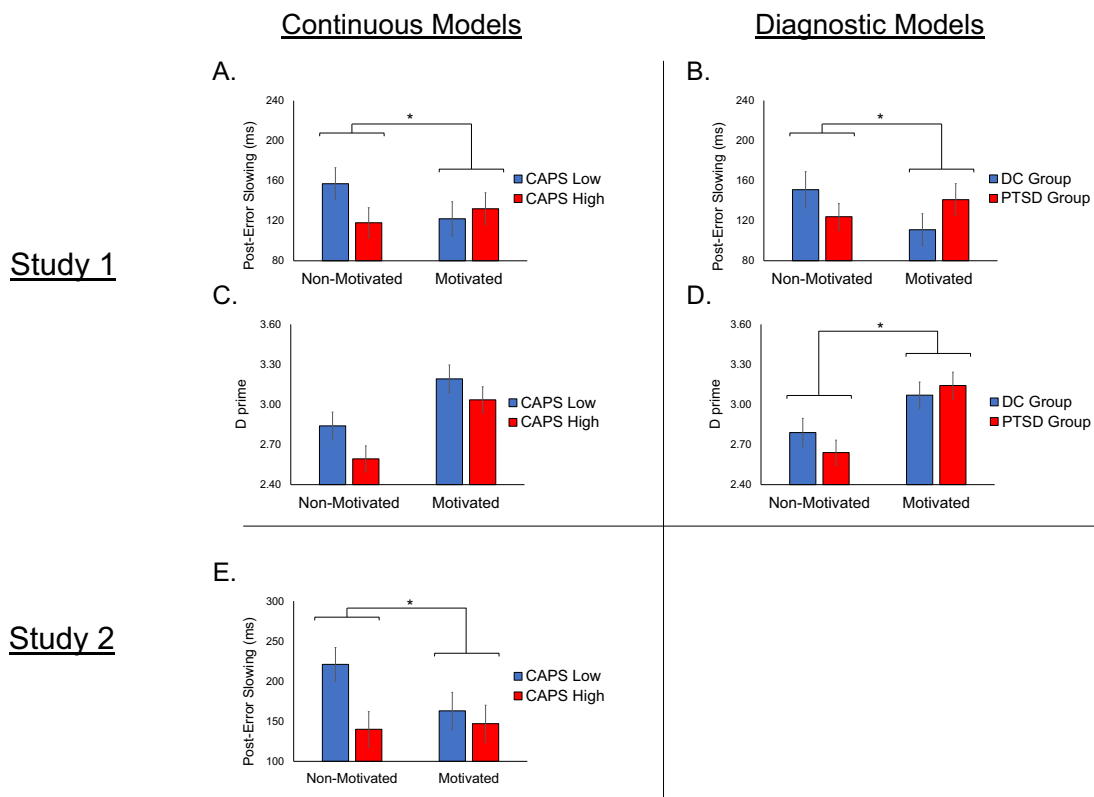 Continuous Models
Diagnostic Models
Study 1
A.
Post-Error Slowing (ms)
240
200
160
120
80
*
Non-Motivated
Motivated
CAPS Low
CAPS High
B.
Post-Error Slowing (ms)
240
200
160
120
80
*
Non-Motivated
Motivated
DC Group
PTSD Group
C.
D prime
3.60
3.30
3.00
2.70
2.40
Non-Motivated
Motivated
CAPS Low
CAPS High
D.
D prime
3.60
3.30
3.00
2.70
2.40
*
Non-Motivated
Motivated
DC Group
PTSD Group
Study 2
E.
Post-Error Slowing (ms)
300
250
200
150
100
*
Non-Motivated
Motivated
CAPS Low
CAPS High